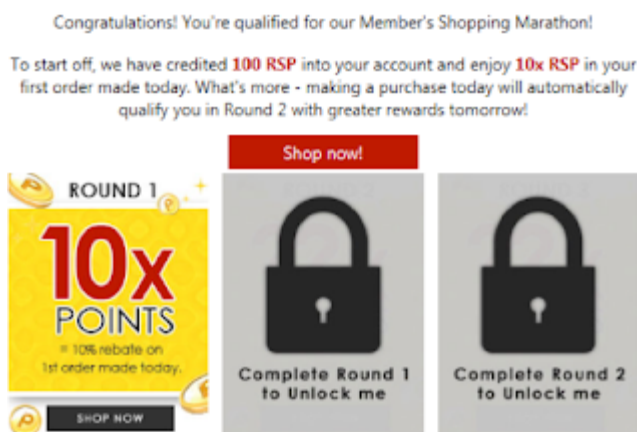 Congratulations! You're qualified for our Member's Shopping Marathon!
To start off, we have credited 100 RSP into your account and enjoy 10x RSP in your
first order made today. What's more - making a purchase today will automatically
qualify you in Round 2 with greater rewards tomorrow!
Shop now!
ROUND 1
10x
POINTS
= 10% rebate on
1st order made today.
SHOP NOW
Complete Round 1
to Unlock me
Complete Round 2
to Unlock me